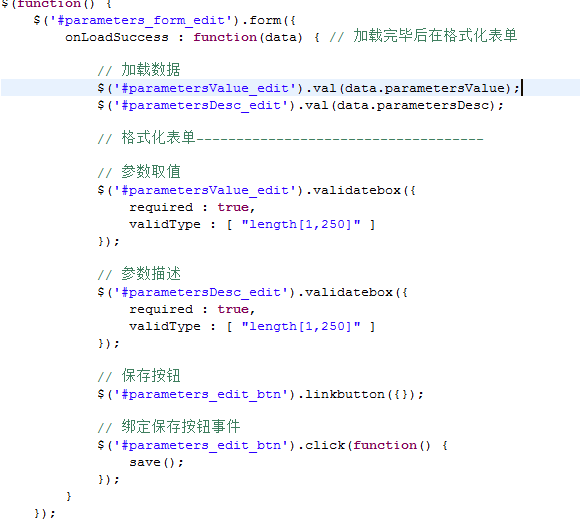 $(function() {
$('#parameters_form_edit').form({
onLoadSuccess : function(data) { // 加载完毕后在格式化表单
// 加载数据
$('#parametersValue_edit').val(data.parametersValue);
$('#parametersDesc_edit').val(data.parametersDesc);
// 格式化表单------------------------------------
// 参数取值
$('#parametersValue_edit').validatebox({
required : true,
validType : [ "length[1,250]" ]
});
// 参数描述
$('#parametersDesc_edit').validatebox({
required : true,
validType : [ "length[1,250]" ]
});
// 保存按钮
$('#parameters_edit_btn').linkbutton({});
// 绑定保存按钮事件
$('#parameters_edit_btn').click(function() {
save();
});
}
});